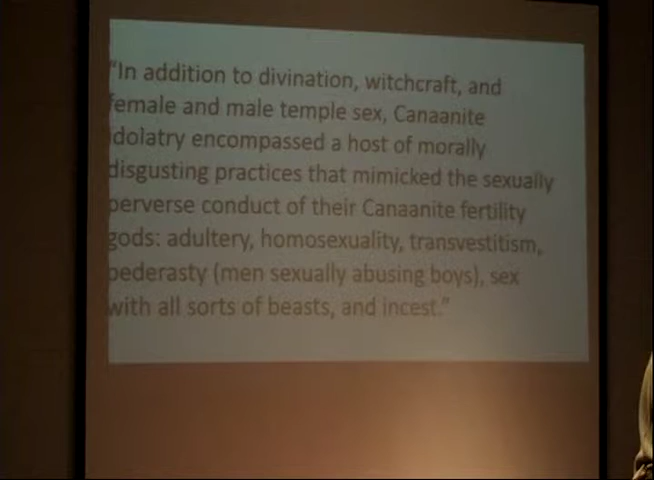 "In addition to divination, witchcraft, and
female and male temple sex, Canaanite
idolatry encompassed a host of morally
disgusting practices that mimicked the sexually
perverse conduct of their Canaanite fertility
gods: adultery, homosexuality, transvestitism,
pederasty (men sexually abusing boys), sex
with all sorts of beasts, and incest."